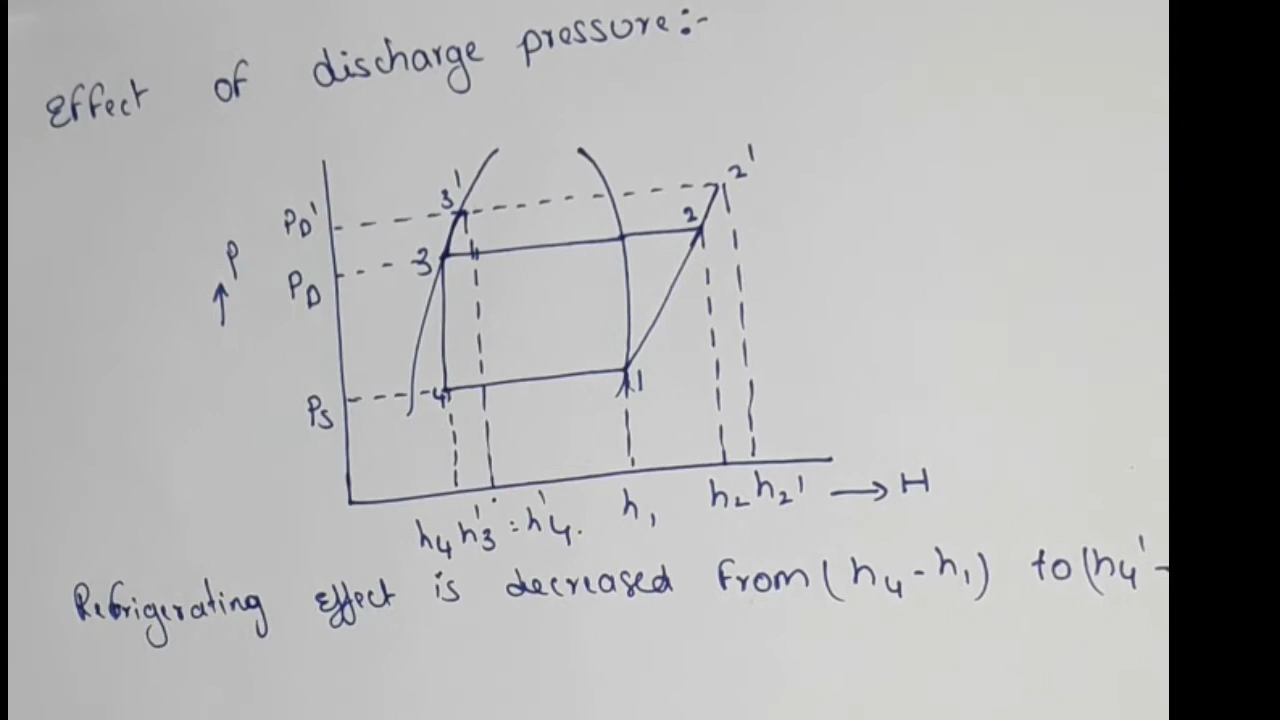 Effect of discharge pressure:-
3' 2'
PD' 2
↑ P 3
PD
4 1
Ps
h4 h3' = h4' h1 h2 h2' → H
Refrigerating effect is decreased from (h4 - h1) to (h4' -